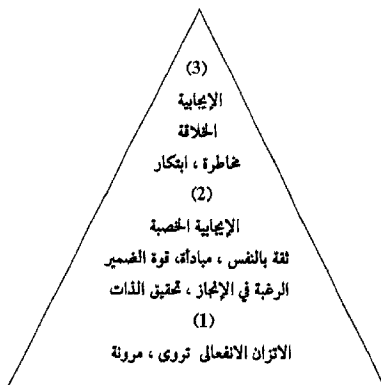 (3)
الإيجابية
الخلاقة
مخاطرة ، ابتكار
(2)
الإيجابية الخصبة
ثقة بالنفس ، مبادأة، قوة الضمير
الرغبة في الإنجاز ، تحقيق الذات
(1)
الاتزان الانفعالى تروى ، مرونة